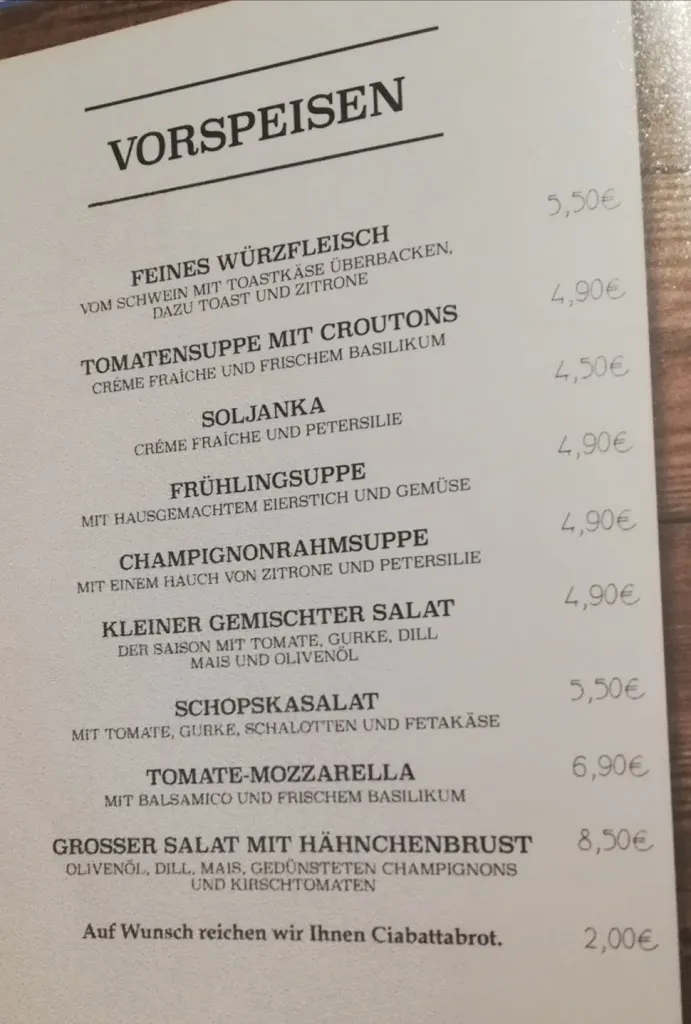 VORSPEISEN
FEINES WÜRZFLEISCH 5,50€
VOM SCHWEIN MIT TOASTKÄSE ÜBERBACKEN,
DAZU TOAST UND ZITRONE
TOMATENSUPPE MIT CROUTONS 4,90€
CRÉME FRAÎCHE UND FRISCHEM BASILIKUM
SOLJANKA 4,50€
CRÉME FRAÎCHE UND PETERSILIE
FRÜHLINGSUPPE 4,90€
MIT HAUSGEMACHTEM EIERSTICH UND GEMÜSE
CHAMPIGNONRAHMSUPPE 4,90€
MIT EINEM HAUCH VON ZITRONE UND PETERSILIE
KLEINER GEMISCHTER SALAT 4,90€
DER SAISON MIT TOMATE, GURKE, DILL
MAIS UND OLIVENÖL
SCHOPSKASALAT 5,50€
MIT TOMATE, GURKE, SCHALOTTEN UND FETAKÄSE
TOMATE-MOZZARELLA 6,90€
MIT BALSAMICO UND FRISCHEM BASILIKUM
GROSSER SALAT MIT HÄHNCHENBRUST 8,50€
OLIVENÖL, DILL, MAIS, GEDÜNSTETEN CHAMPIGNONS
UND KIRSCHTOMATEN
Auf Wunsch reichen wir Ihnen Ciabattabrot. 2,00€